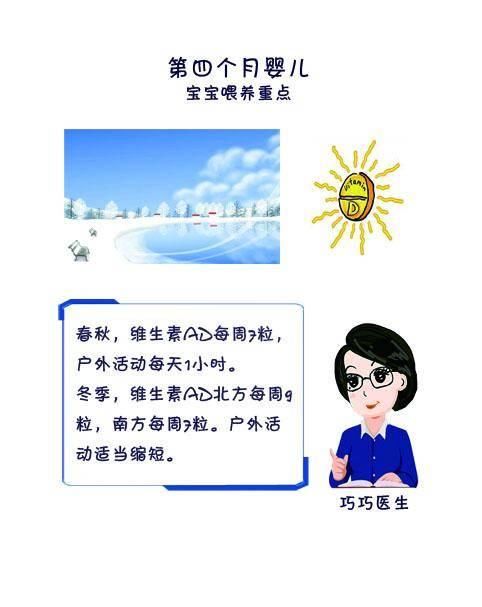 第四个月婴儿
宝宝喂养重点
Vitamin
D
春秋，维生素AD每周7粒，
户外活动每天1小时。
冬季，维生素AD北方每周9
粒，南方每周7粒。户外活
动适当缩短。
巧巧医生